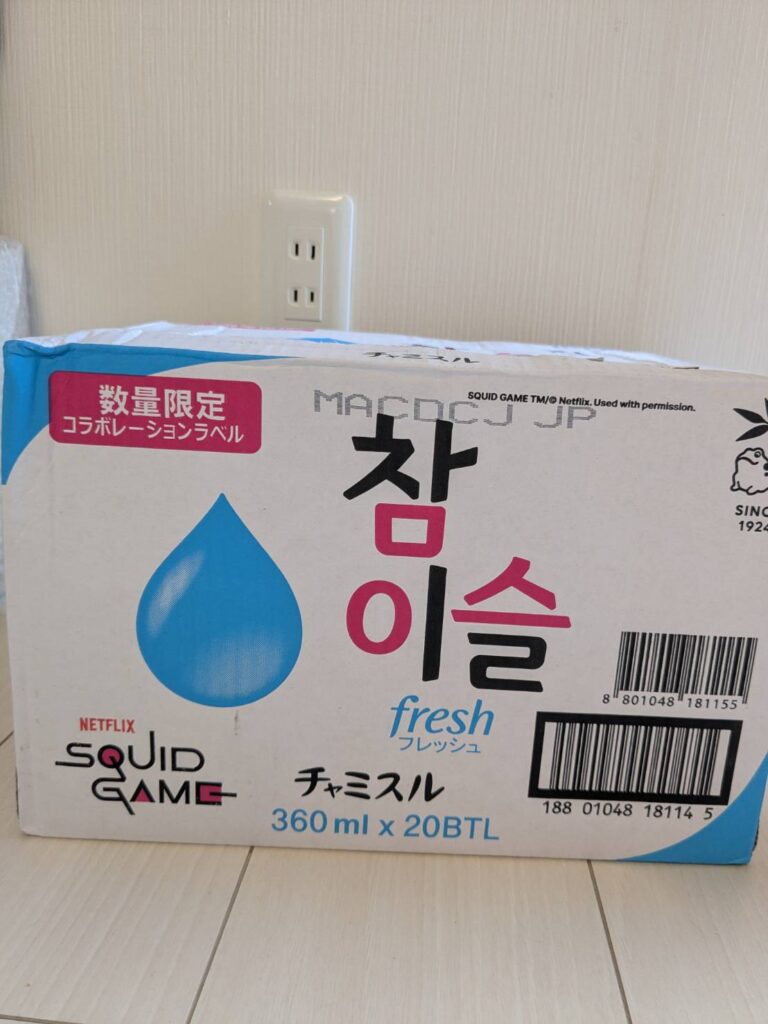 チャミスル
数量限定
コラボレーションラベル
MACDCJ JP
SQUID GAME TM/© Netflix. Used with permission.
참
이슬
fresh
フレッシュ
1924
8 801048 181155
NETFLIX
SQUID
GAME
チャミスル
360 ml x 20BTL
188 01048 18114 5